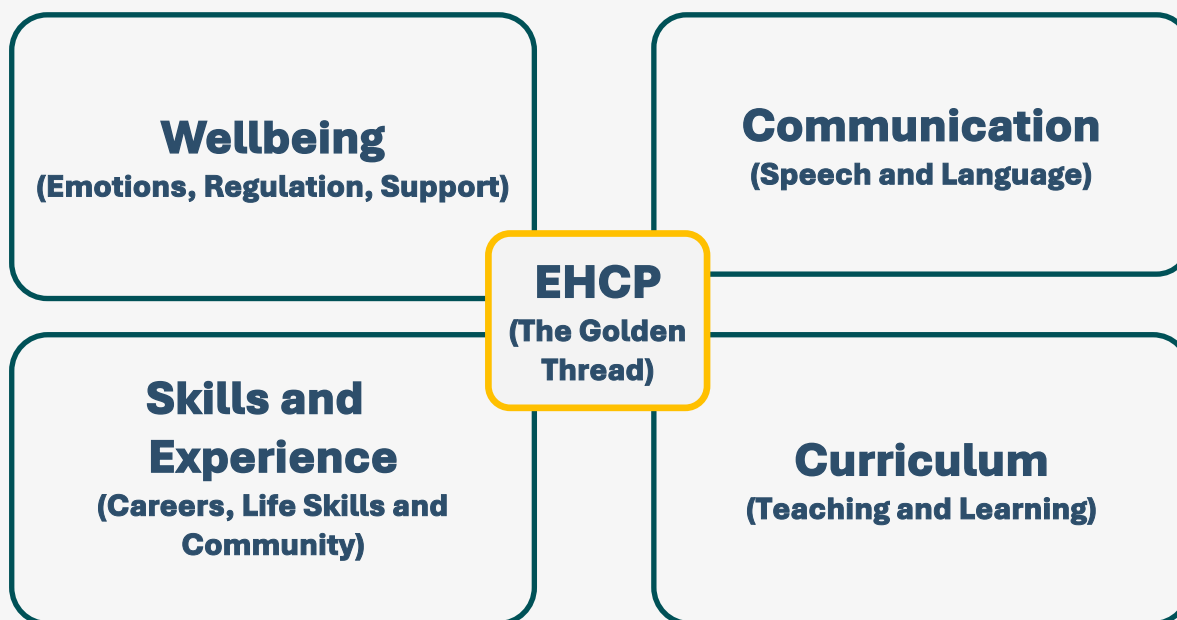 Wellbeing
(Emotions, Regulation, Support)
Communication
(Speech and Language)
EHCP
(The Golden
Thread)
Skills and
Experience
(Careers, Life Skills and
Community)
Curriculum
(Teaching and Learning)